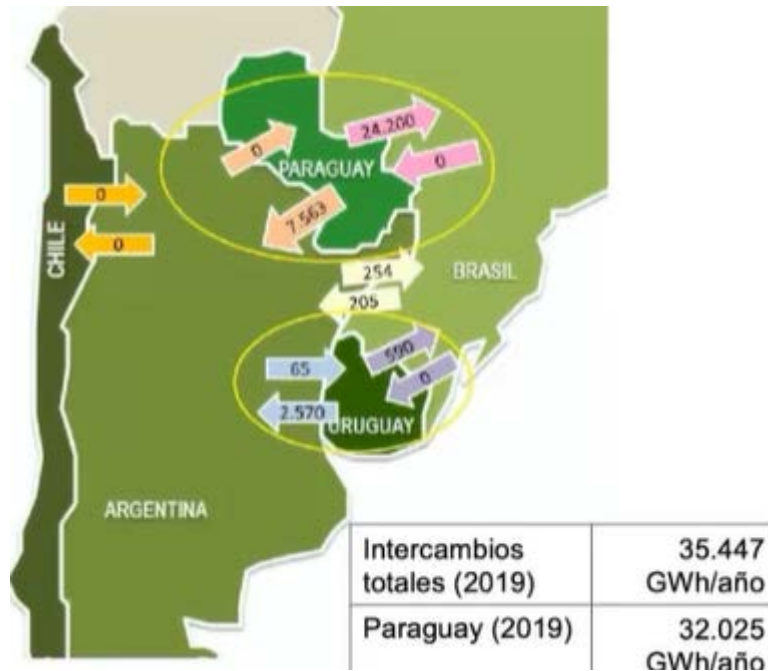 24.200
0
PARAGUAY
0
7.563
0
0
CHILE
254
205
BRASIL
590
65
0
2.570
URUGUAY
ARGENTINA
Intercambios
totales (2019)
35.447
GWh/año
Paraguay (2019)
32.025
GWh/año